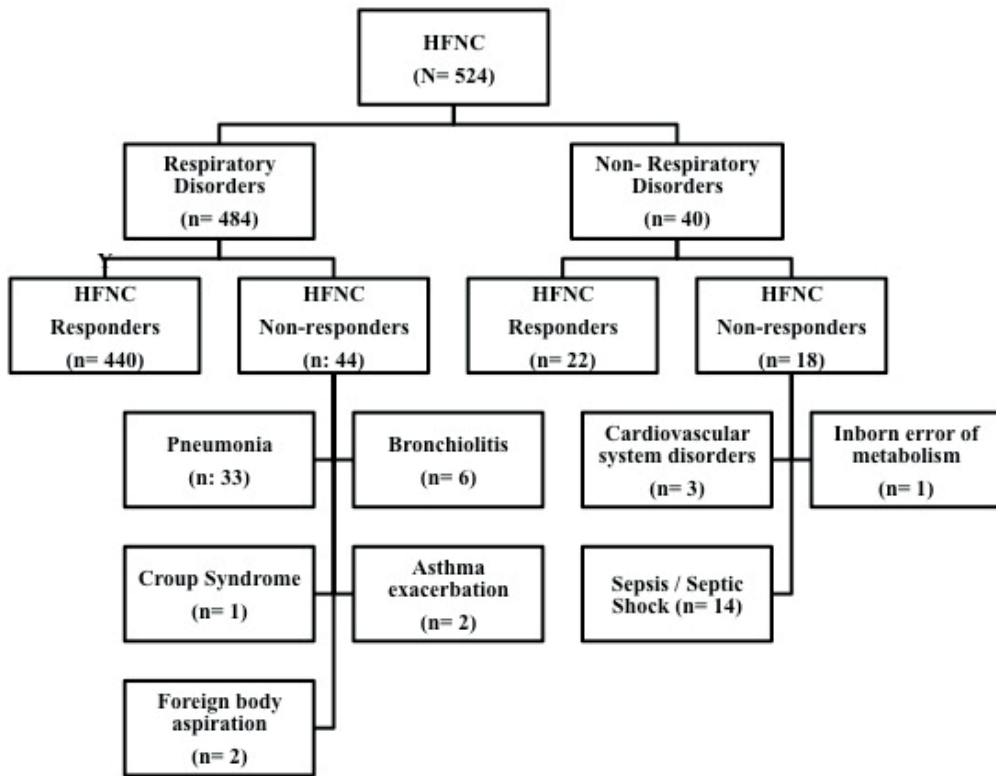 HFNC
(N= 524)
Respiratory
Disorders
(n= 484)
Non- Respiratory
Disorders
(n= 40)
Y
HFNC
Responders
(n= 440)
HFNC
Non-responders
(n: 44)
HFNC
Responders
(n= 22)
HFNC
Non-responders
(n= 18)
Pneumonia
(n: 33)
Bronchiolitis
(n= 6)
Cardiovascular
system disorders
(n= 3)
Inborn error of
metabolism
(n= 1)
Croup Syndrome
(n= 1)
Asthma
exacerbation
(n= 2)
Sepsis / Septic
Shock (n= 14)
Foreign body
aspiration
(n= 2)